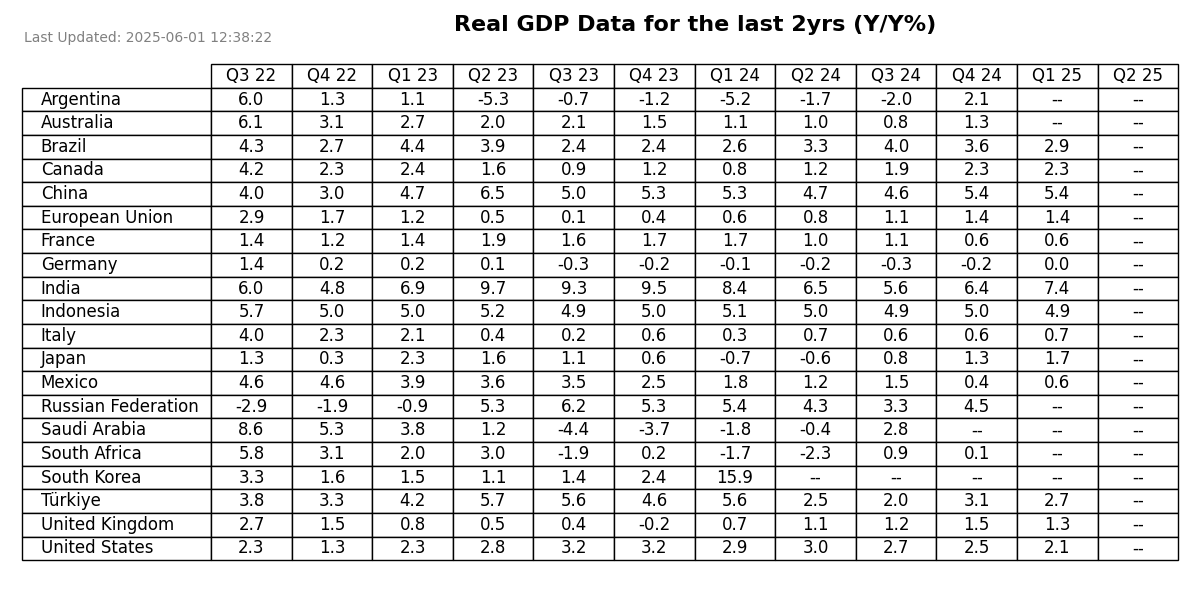 Real GDP Data for the last 2yrs (Y/Y%)
Last Updated: 2025-06-01 12:38:22
Q3 22 Q4 22 Q1 23 Q2 23 Q3 23 Q4 23 Q1 24 Q2 24 Q3 24 Q4 24 Q1 25 Q2 25
Argentina 6.0 1.3 1.1 -5.3 -0.7 -1.2 -5.2 -1.7 -2.0 2.1 -- --
Australia 6.1 3.1 2.7 2.0 2.1 1.5 1.1 1.0 0.8 1.3 -- --
Brazil 4.3 2.7 4.4 3.9 2.4 2.4 2.6 3.3 4.0 3.6 2.9 --
Canada 4.2 2.3 2.4 1.6 0.9 1.2 0.8 1.2 1.9 2.3 2.3 --
China 4.0 3.0 4.7 6.5 5.0 5.3 5.3 4.7 4.6 5.4 5.4 --
European Union 2.9 1.7 1.2 0.5 0.1 0.4 0.6 0.8 1.1 1.4 1.4 --
France 1.4 1.2 1.4 1.9 1.6 1.7 1.7 1.0 1.1 0.6 0.6 --
Germany 1.4 0.2 0.2 0.1 -0.3 -0.2 -0.1 -0.2 -0.3 -0.2 0.0 --
India 6.0 4.8 6.9 9.7 9.3 9.5 8.4 6.5 5.6 6.4 7.4 --
Indonesia 5.7 5.0 5.0 5.2 4.9 5.0 5.1 5.0 4.9 5.0 4.9 --
Italy 4.0 2.3 2.1 0.4 0.2 0.6 0.3 0.7 0.6 0.6 0.7 --
Japan 1.3 0.3 2.3 1.6 1.1 0.6 -0.7 -0.6 0.8 1.3 1.7 --
Mexico 4.6 4.6 3.9 3.6 3.5 2.5 1.8 1.2 1.5 0.4 0.6 --
Russian Federation -2.9 -1.9 -0.9 5.3 6.2 5.3 5.4 4.3 3.3 4.5 -- --
Saudi Arabia 8.6 5.3 3.8 1.2 -4.4 -3.7 -1.8 -0.4 2.8 -- -- --
South Africa 5.8 3.1 2.0 3.0 -1.9 0.2 -1.7 -2.3 0.9 0.1 -- --
South Korea 3.3 1.6 1.5 1.1 1.4 2.4 15.9 -- -- -- -- --
Türkiye 3.8 3.3 4.2 5.7 5.6 4.6 5.6 2.5 2.0 3.1 2.7 --
United Kingdom 2.7 1.5 0.8 0.5 0.4 -0.2 0.7 1.1 1.2 1.5 1.3 --
United States 2.3 1.3 2.3 2.8 3.2 3.2 2.9 3.0 2.7 2.5 2.1 --